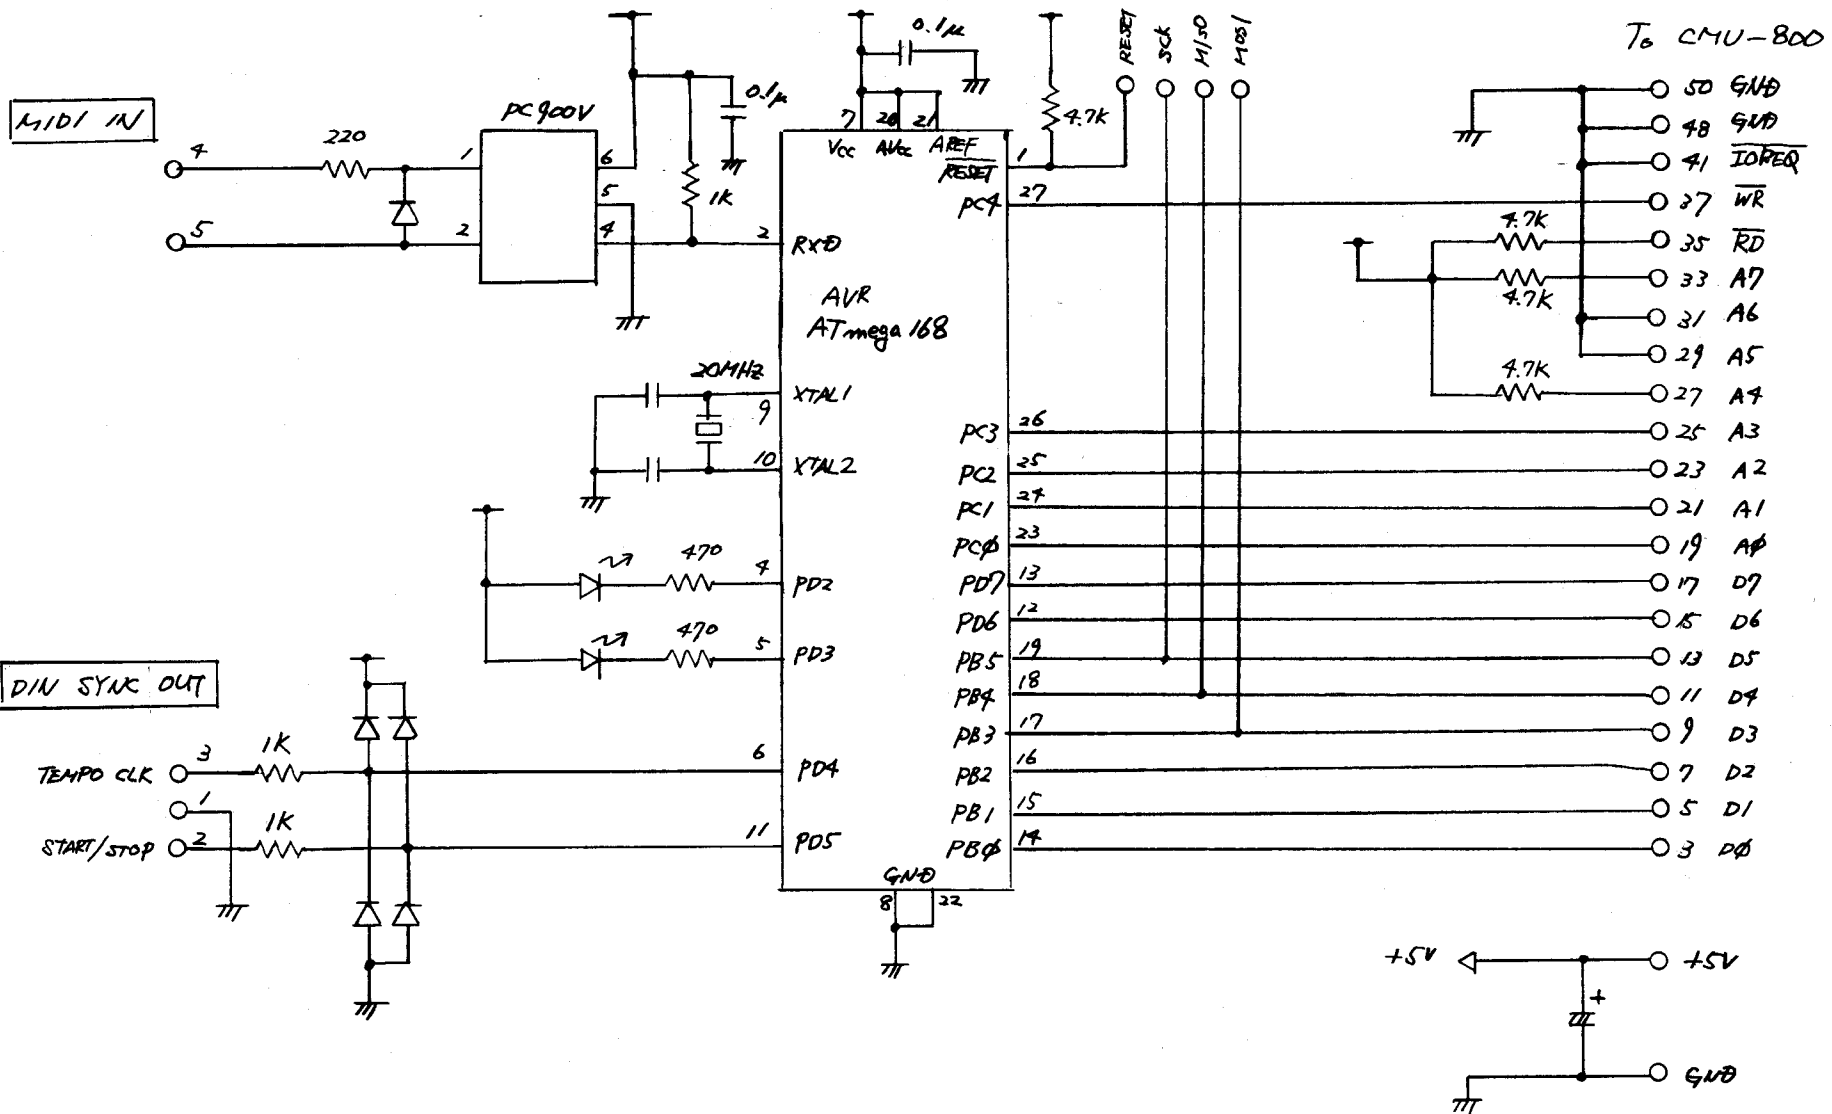 To CMU-800
MIDI IN
4
220
1
PC900V
6
5
4
2
5
0.1μ
1K
0.1μ
7
20
21
Vcc
AVcc
AREF
RESET
1
4.7K
RESET
SCK
MISO
MOSI
2
RXD
AVR
ATmega 168
20MHZ
9
XTAL1
10
XTAL2
470
4
PD2
470
5
PD3
DIN SYNC OUT
TEMPO CLK
3
1K
6
PD4
1
START/STOP
2
1K
11
PD5
GND
8
22
PC4
27
PC3
26
PC2
25
PC1
24
PCØ
23
PD7
13
PD6
12
PB5
19
PB4
18
PB3
17
PB2
16
PB1
15
PBØ
14
50 GND
48 GND
41 IOREQ
37 WR
4.7K
35 RD
4.7K
33 A7
31 A6
29 A5
4.7K
27 A4
25 A3
23 A2
21 A1
19 AØ
17 D7
15 D6
13 D5
11 D4
9 D3
7 D2
5 D1
3 DØ
+5V
+5V
+
GND